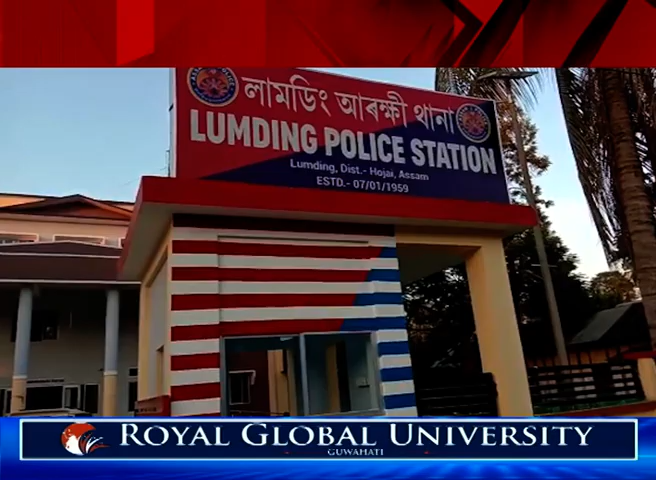 লামডিং আৰক্ষী থানা
LUMDING POLICE STATION
Lumding, Dist.- Hojai, Assam
ESTD.- 07/01/1959
ROYAL GLOBAL UNIVERSITY
GUWAHATI